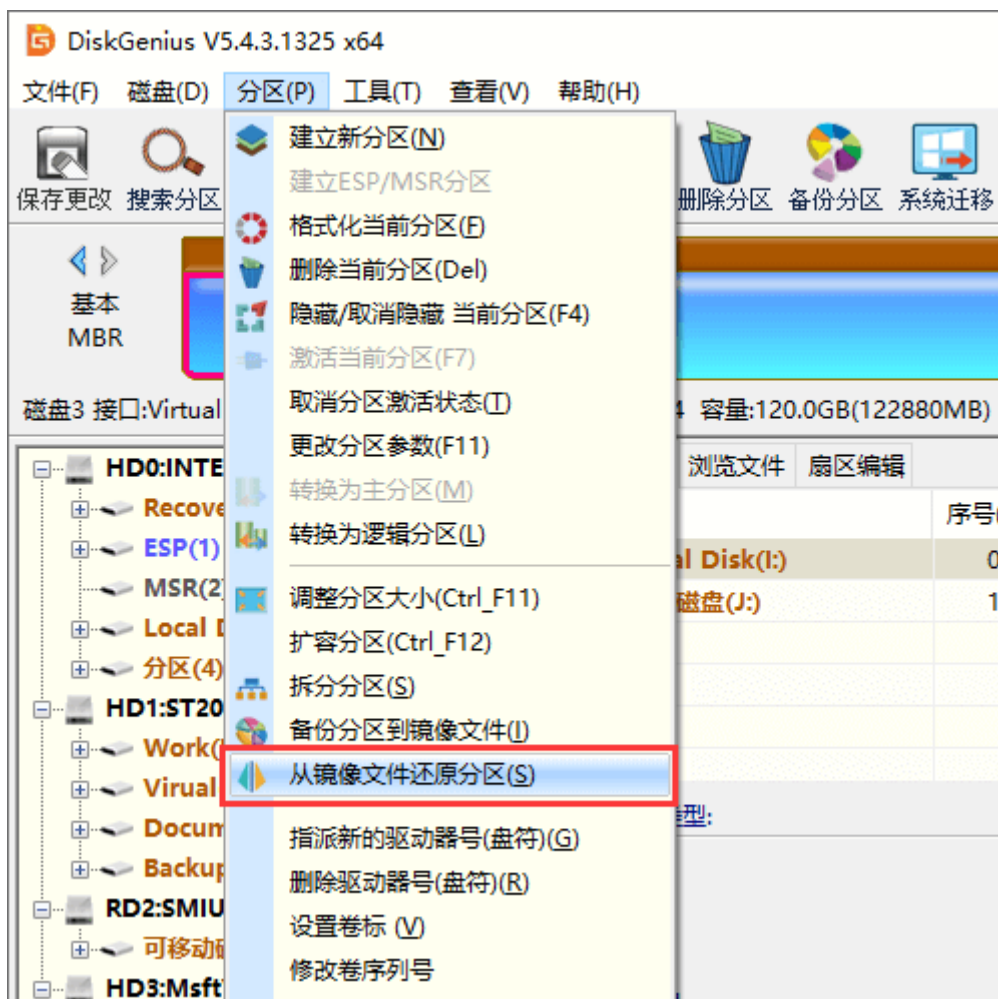 DiskGenius V5.4.3.1325 x64
文件(F) 磁盘(D) 分区(P) 工具(T) 查看(V) 帮助(H)
保存更改 搜索分区 删除分区 备份分区 系统迁移
建立新分区(N)
建立ESP/MSR分区
格式化当前分区(F)
删除当前分区(Del)
隐藏/取消隐藏 当前分区(F4)
激活当前分区(F7)
取消分区激活状态(T)
更改分区参数(F11)
转换为主分区(M)
转换为逻辑分区(L)
调整分区大小(Ctrl_F11)
扩容分区(Ctrl_F12)
拆分分区(S)
备份分区到镜像文件(I)
从镜像文件还原分区(S)
指派新的驱动器号(盘符)(G)
删除驱动器号(盘符)(R)
设置卷标 (V)
修改卷序列号
基本
MBR
磁盘3 接口:Virtual
4 容量:120.0GB(122880MB)
HD0:INTE
Recove
ESP(1)
MSR(2)
Local D
分区(4)
HD1:ST20
Work(
Virual
Docum
Backup
RD2:SMIU
可移动磁
HD3:Msft
浏览文件 扇区编辑
序号
al Disk(I:) 0
磁盘(J:) 1
类型: